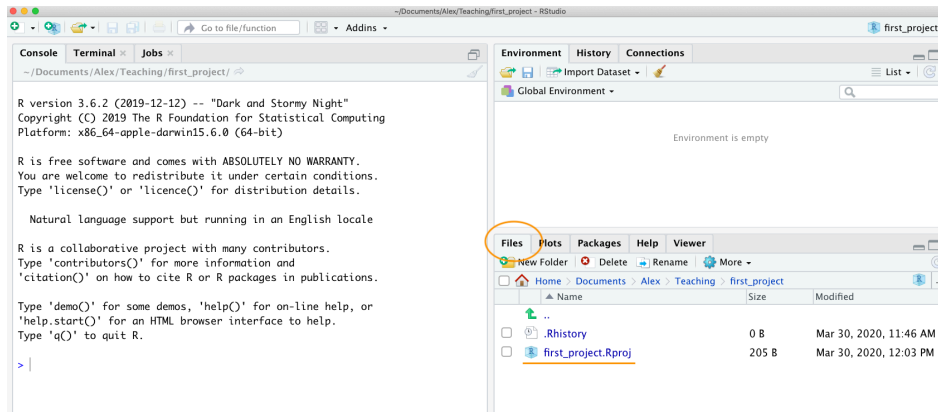 ~/Documents/Alex/Teaching/first_project - RStudio
Go to file/function
Addins
first_project
Console Terminal Jobs
~/Documents/Alex/Teaching/first_project/
R version 3.6.2 (2019-12-12) -- "Dark and Stormy Night"
Copyright (C) 2019 The R Foundation for Statistical Computing
Platform: x86_64-apple-darwin15.6.0 (64-bit)
R is free software and comes with ABSOLUTELY NO WARRANTY.
You are welcome to redistribute it under certain conditions.
Type 'license()' or 'licence()' for distribution details.
Natural language support but running in an English locale
R is a collaborative project with many contributors.
Type 'contributors()' for more information and
'citation()' on how to cite R or R packages in publications.
Type 'demo()' for some demos, 'help()' for on-line help, or
'help.start()' for an HTML browser interface to help.
Type 'q()' to quit R.
>
Environment History Connections
Import Dataset
List
Global Environment
Environment is empty
Files Plots Packages Help Viewer
New Folder Delete Rename More
Home > Documents > Alex > Teaching > first_project
Name Size Modified
..
.Rhistory 0 B Mar 30, 2020, 11:46 AM
first_project.Rproj 205 B Mar 30, 2020, 12:03 PM